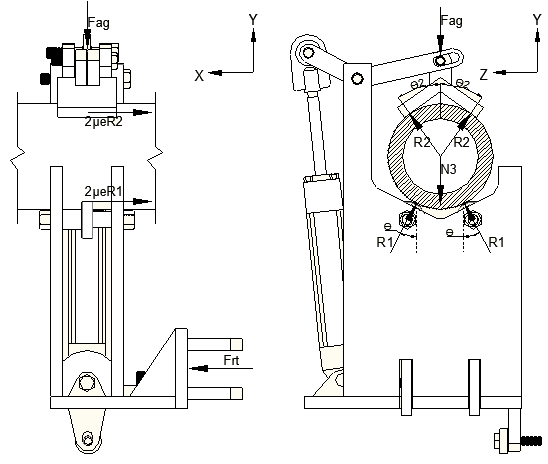 Fag
Y
X
2µeR2
2µeR1
Frt
Fag
Y
Z
Θ2
Θ2
R2
R2
N3
R1
Θ
Θ
R1